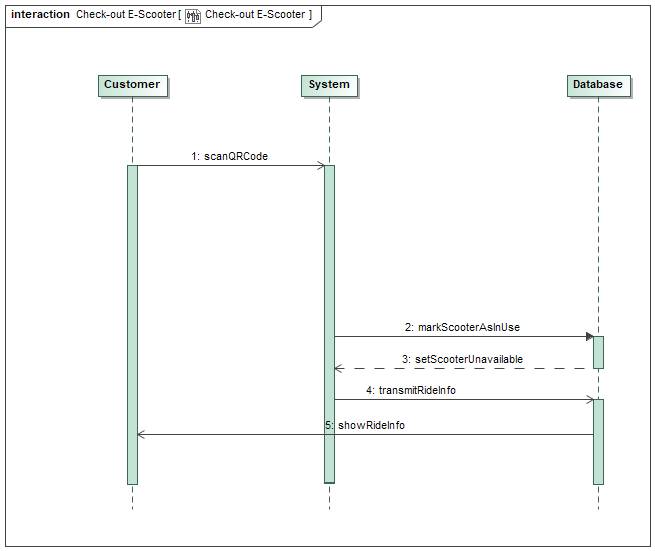 interaction Check-out E-Scooter [ Check-out E-Scooter ]
Customer
System
Database
1: scanQRCode
2: markScooterAsInUse
3: setScooterUnavailable
4: transmitRideInfo
5: showRideInfo